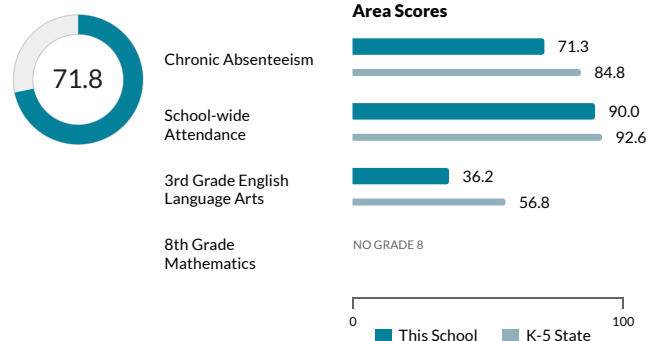 71.8
Area Scores
Chronic Absenteeism
71.3
84.8
School-wide
Attendance
90.0
92.6
3rd Grade English
Language Arts
36.2
56.8
8th Grade
Mathematics
NO GRADE 8
0
100
This School
K-5 State